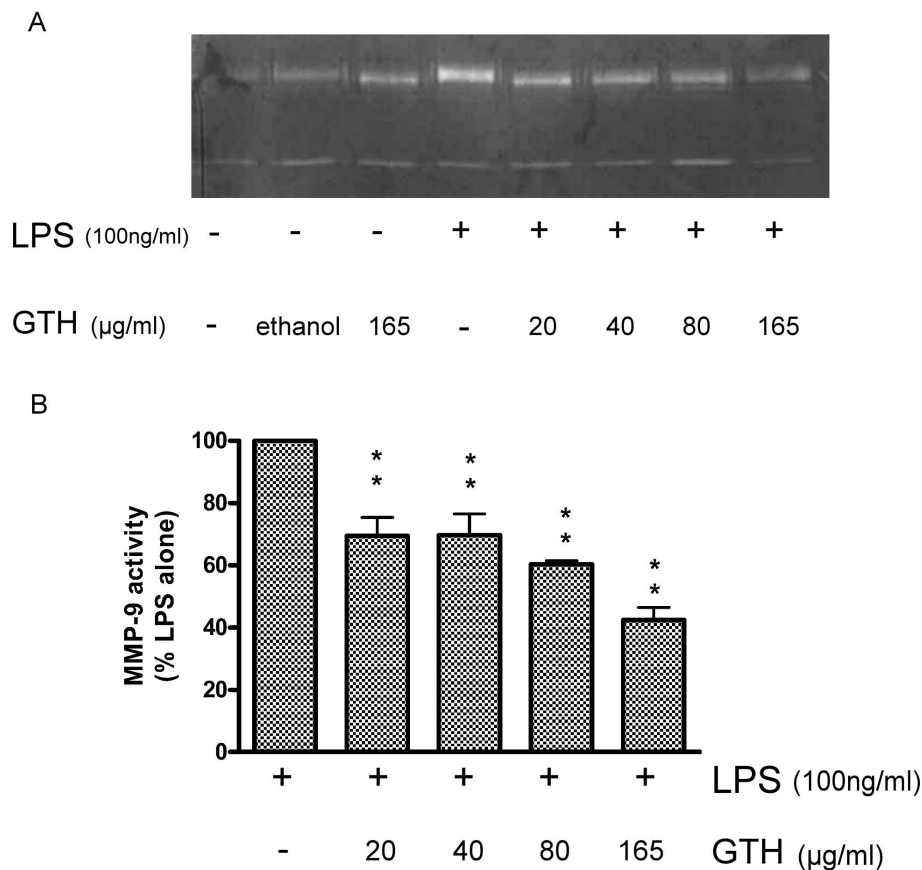 A
LPS (100ng/ml) - - - + + + + +
GTH (µg/ml) - ethanol 165 - 20 40 80 165
B
100
80
60
40
20
0
MMP-9 activity
(% LPS alone)
* * * *
* * * *
+ + + + + LPS (100ng/ml)
- 20 40 80 165 GTH (µg/ml)